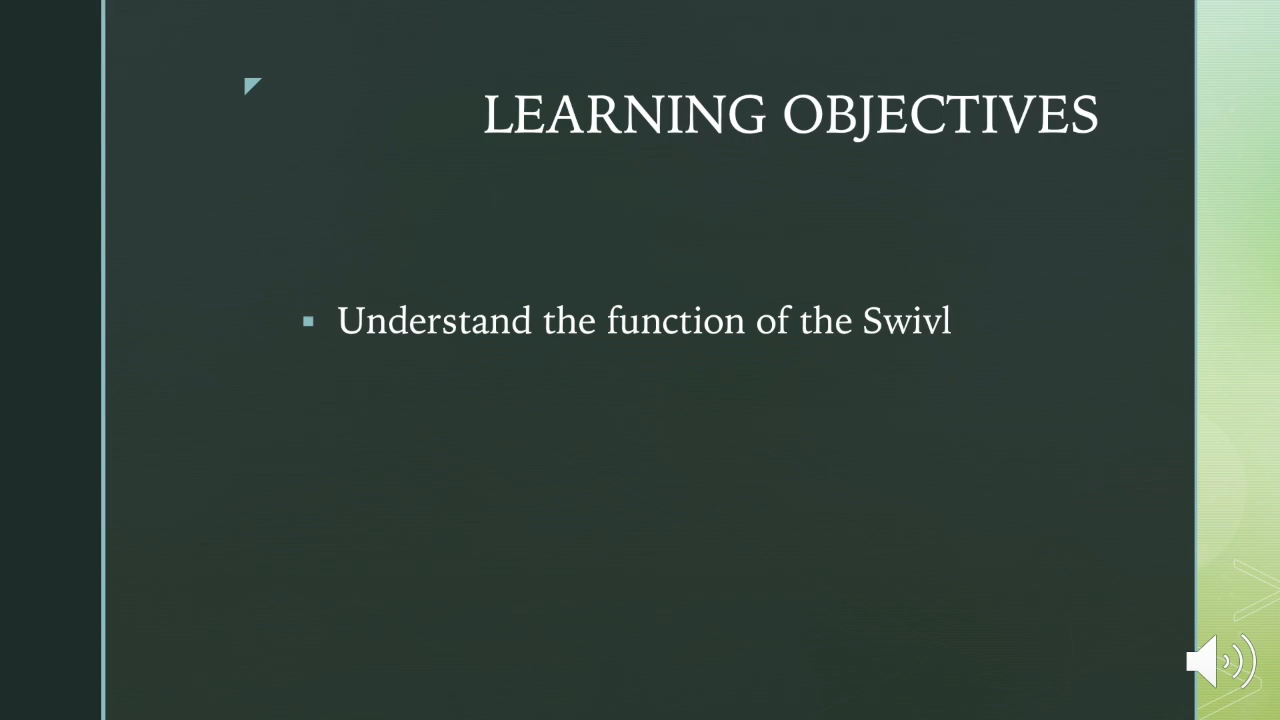 LEARNING OBJECTIVES
Understand the function of the Swivl